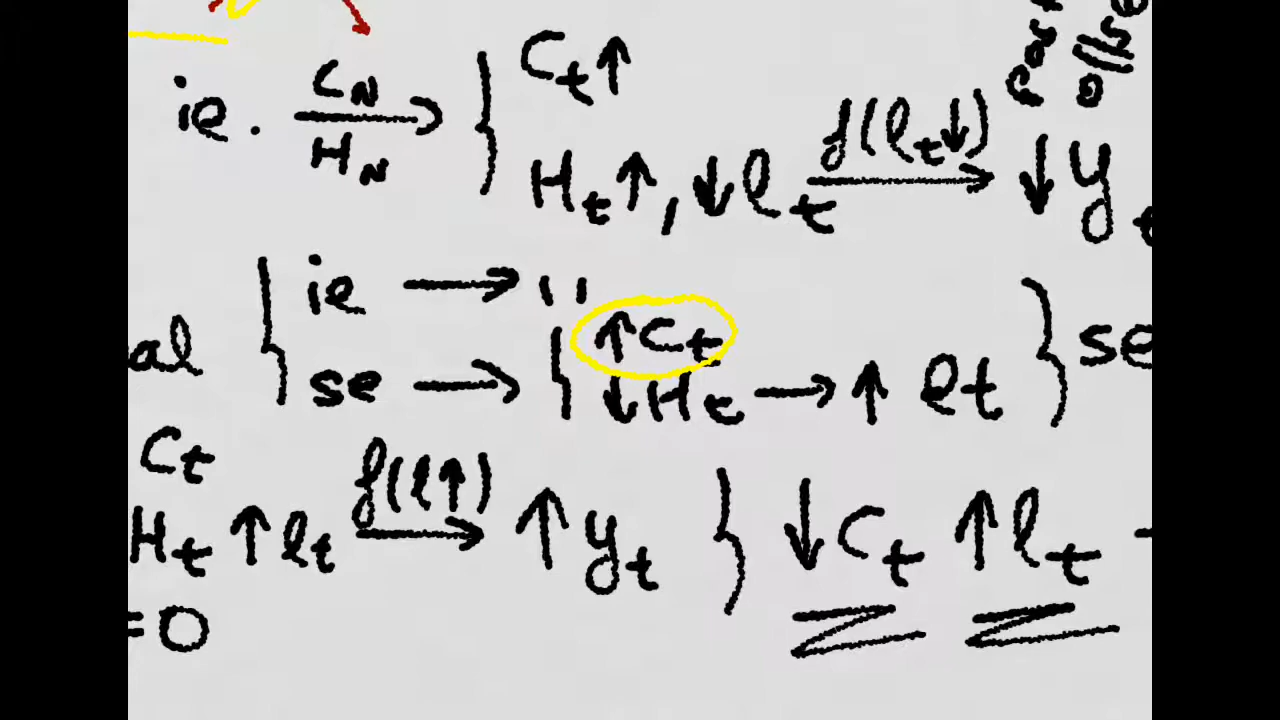 ie. C_N / H_N → { C_t ↑
H_t ↑, ↓ l_t f(l_t ↓) → ↓ y_t
{ ie → "
al
se → { ↑ C_t
↓ H_t → ↑ l_t } se
C_t
H_t ↑ l_t f(l ↑) → ↑ y_t } ↓ C_t ↑ l_t
= 0